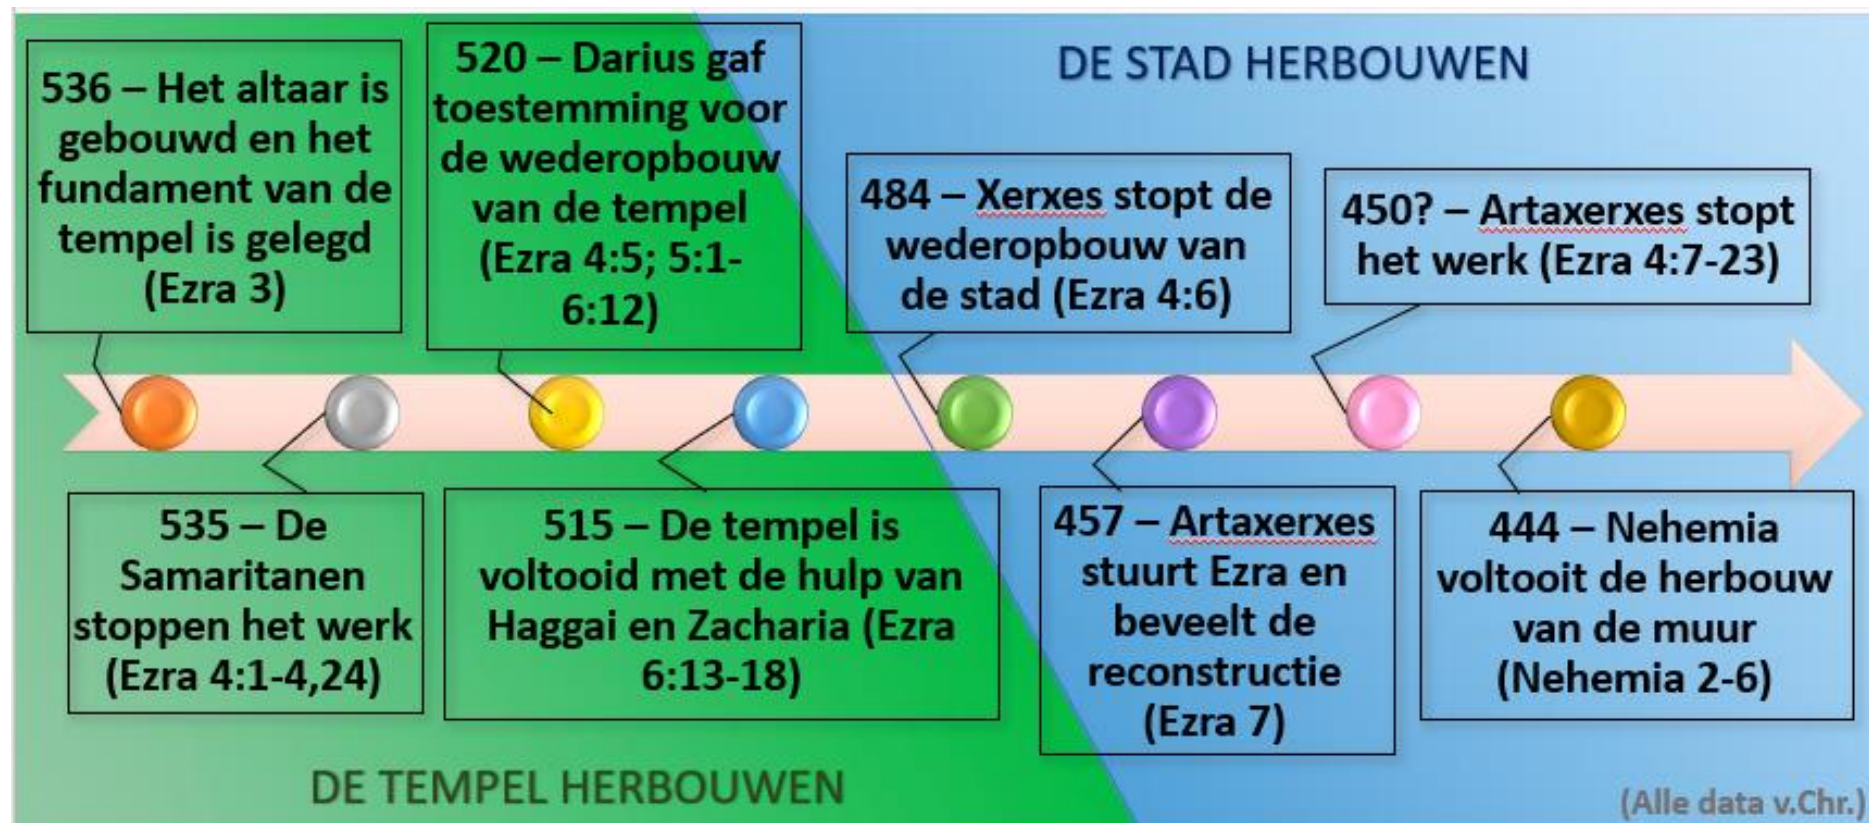 536 – Het altaar is
gebouwd en het
fundament van de
tempel is gelegd
(Ezra 3)
520 – Darius gaf
toestemming voor
de wederopbouw
van de tempel
(Ezra 4:5; 5:1-
6:12)
DE STAD HERBOUWEN
484 – Xerxes stopt de
wederopbouw van
de stad (Ezra 4:6)
450? – Artaxerxes stopt
het werk (Ezra 4:7-23)
535 – De
Samaritanen
stoppen het werk
(Ezra 4:1-4,24)
515 – De tempel is
voltooid met de hulp van
Haggai en Zacharia (Ezra
6:13-18)
457 – Artaxerxes
stuurt Ezra en
beveelt de
reconstructie
(Ezra 7)
444 – Nehemia
voltooit de herbouw
van de muur
(Nehemia 2-6)
DE TEMPEL HERBOUWEN
(Alle data v.Chr.)